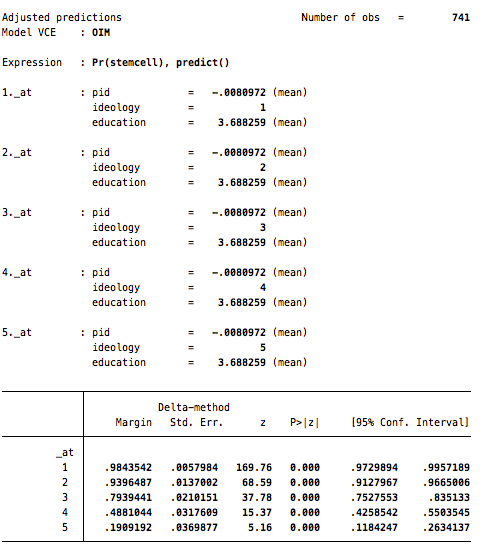 Adjusted predictions Number of obs = 741
Model VCE : OIM
Expression : Pr(stemcell), predict()
1._at : pid = -.0080972 (mean)
ideology = 1
education = 3.688259 (mean)
2._at : pid = -.0080972 (mean)
ideology = 2
education = 3.688259 (mean)
3._at : pid = -.0080972 (mean)
ideology = 3
education = 3.688259 (mean)
4._at : pid = -.0080972 (mean)
ideology = 4
education = 3.688259 (mean)
5._at : pid = -.0080972 (mean)
ideology = 5
education = 3.688259 (mean)
Delta-method
Margin Std. Err. z P>|z| [95% Conf. Interval]
_at
1 .9843542 .0057984 169.76 0.000 .9729894 .9957189
2 .9396487 .0137002 68.59 0.000 .9127967 .9665006
3 .7939441 .0210151 37.78 0.000 .7527553 .835133
4 .4881044 .0317609 15.37 0.000 .4258542 .5503545
5 .1909192 .0369877 5.16 0.000 .1184247 .2634137